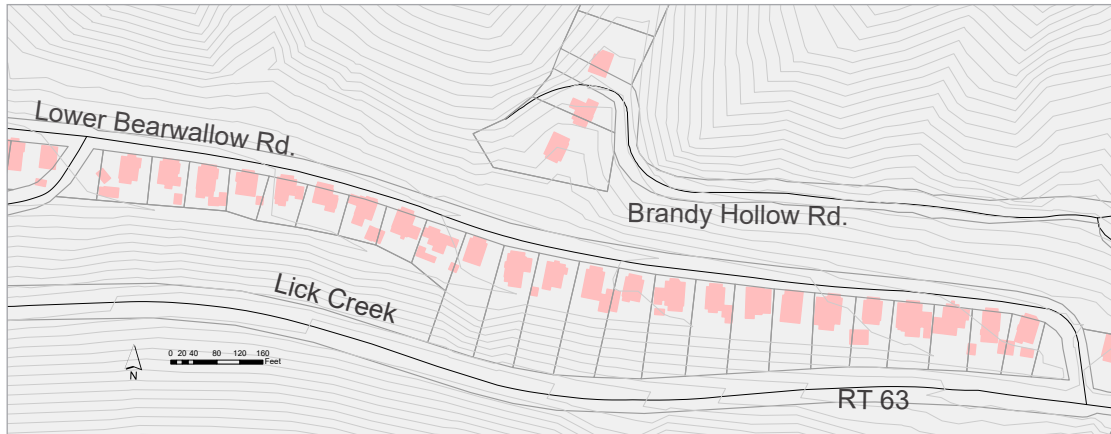 Lower Bearwallow Rd.
Brandy Hollow Rd.
Lick Creek
0 20 40 80 120 160
Feet
N
RT 63